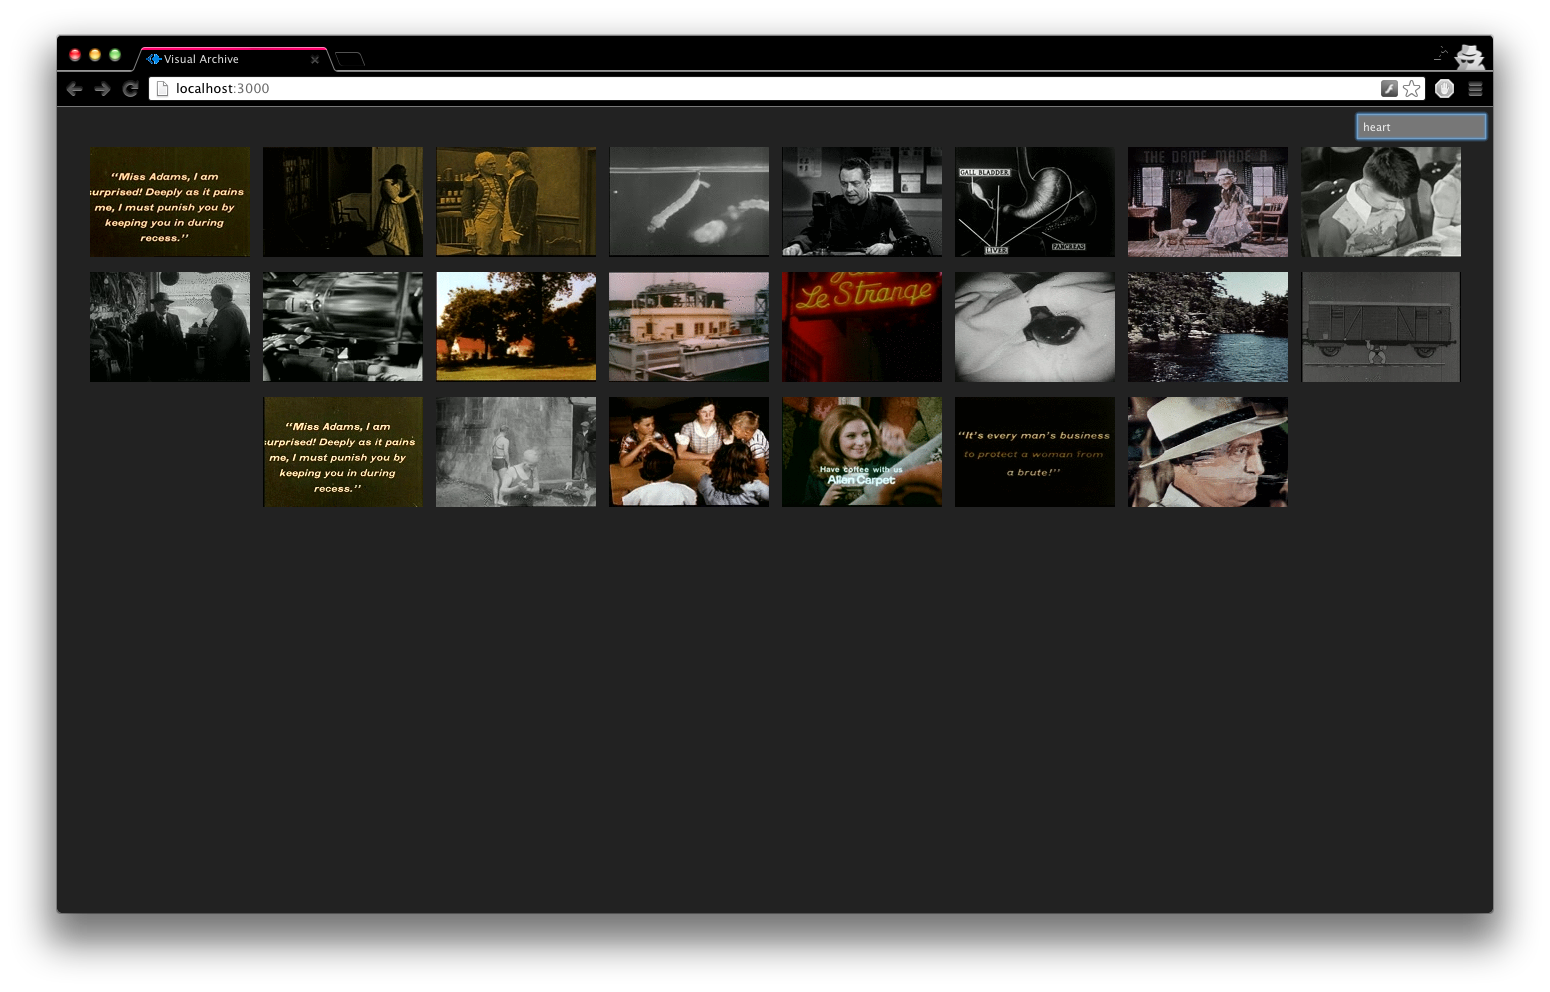 Visual Archive
localhost:3000
heart
“Miss Adams, I am
surprised! Deeply as it pains
me, I must punish you by
keeping you in during
recess.”
GALL BLADDER
LIVER
PANCREAS
THE DAME MADE A
Le Strange
“Miss Adams, I am
surprised! Deeply as it pains
me, I must punish you by
keeping you in during
recess.”
Have coffee with us
Allen Carpet
“It's every man's business
to protect a woman from
a brute!”